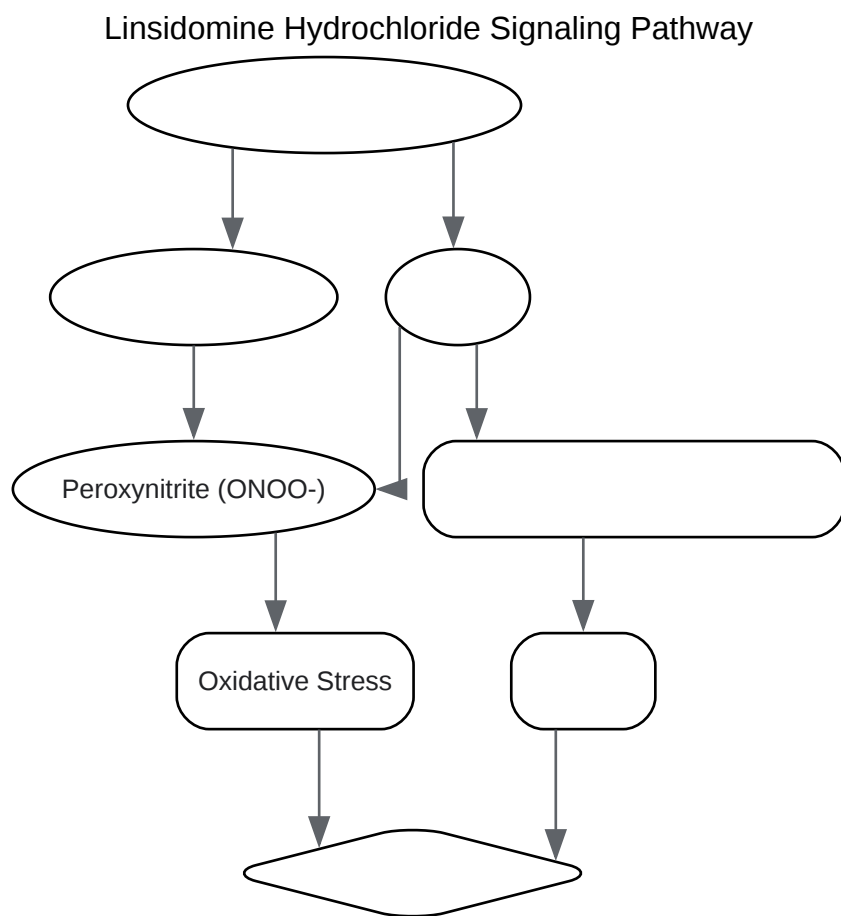 Linsidomine Hydrochloride Signaling Pathway
Peroxynitrite (ONOO-)
Oxidative Stress